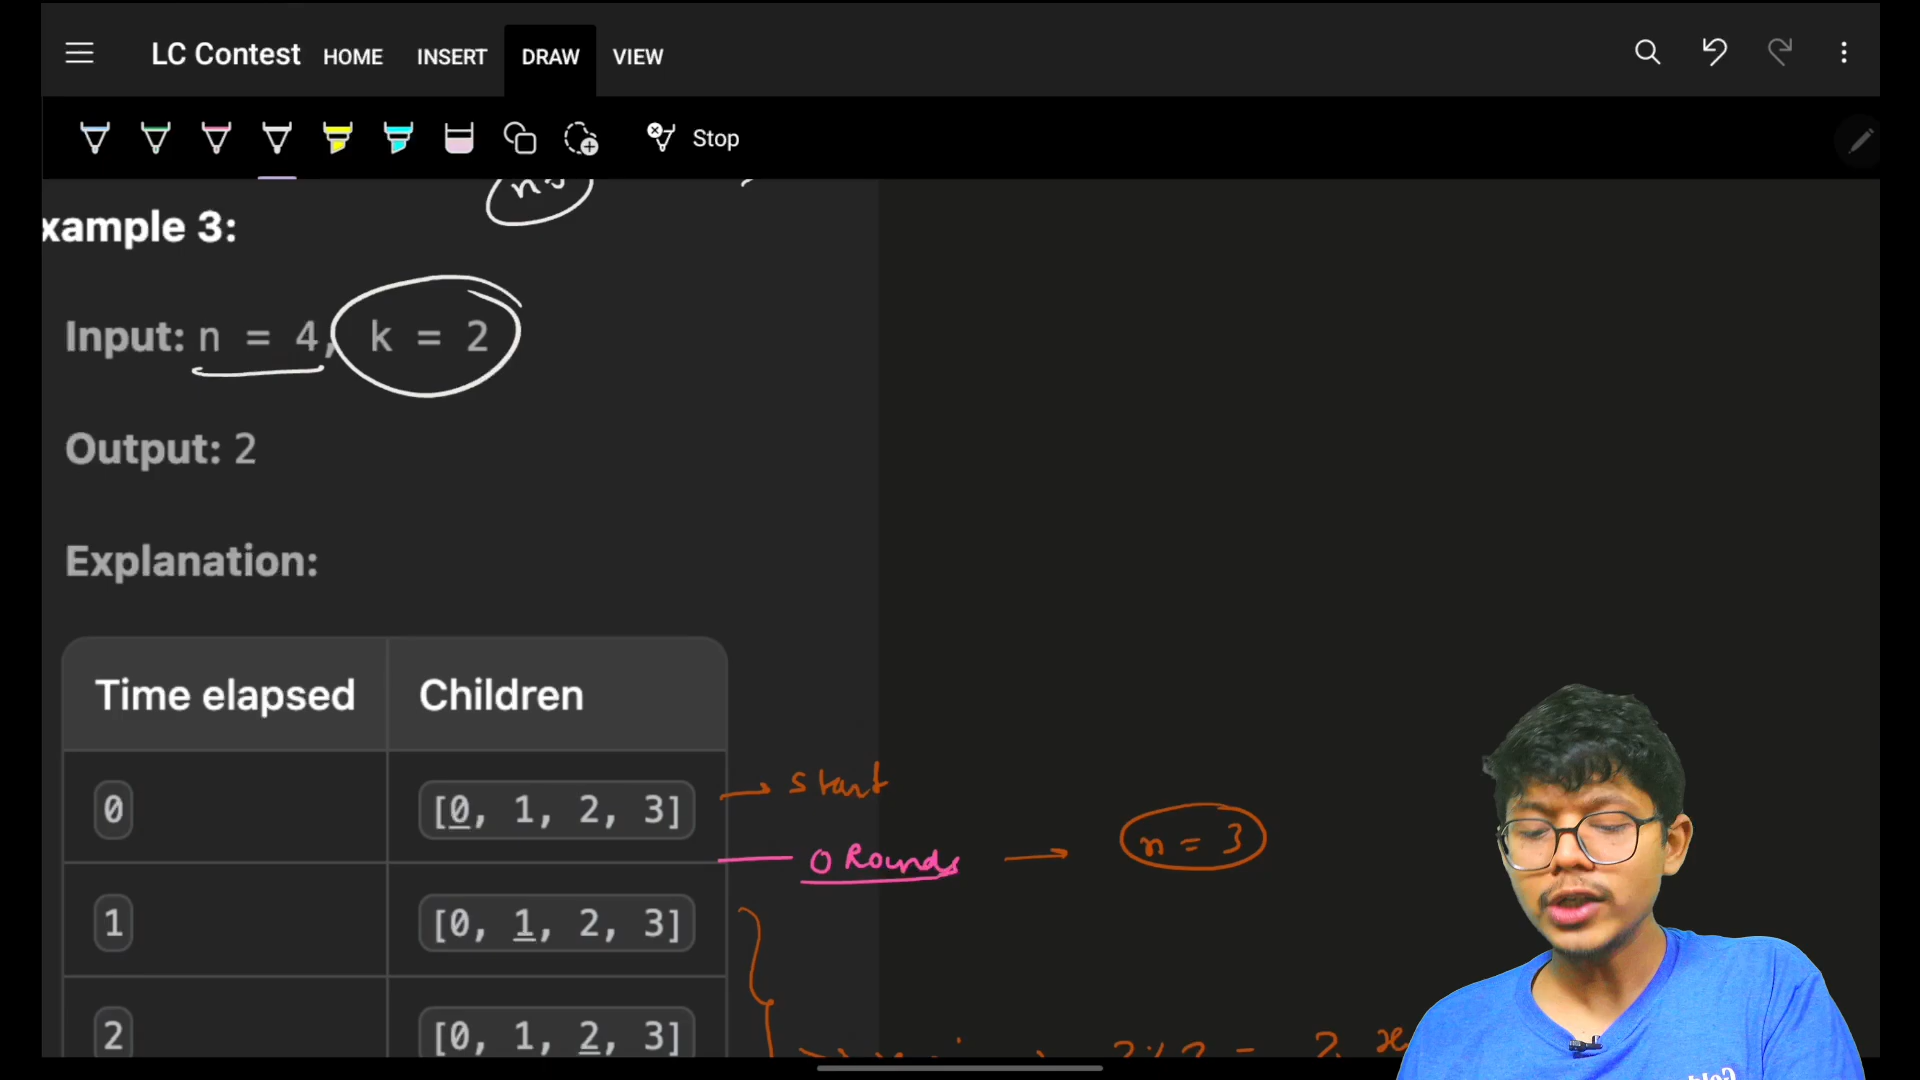 LC Contest HOME INSERT DRAW VIEW
Stop
xample 3:
Input: n = 4, k = 2
Output: 2
Explanation:
Time elapsed Children
0 [0, 1, 2, 3] start
0 Rounds n = 3
1 [0, 1, 2, 3]
2 [0, 1, 2, 3]